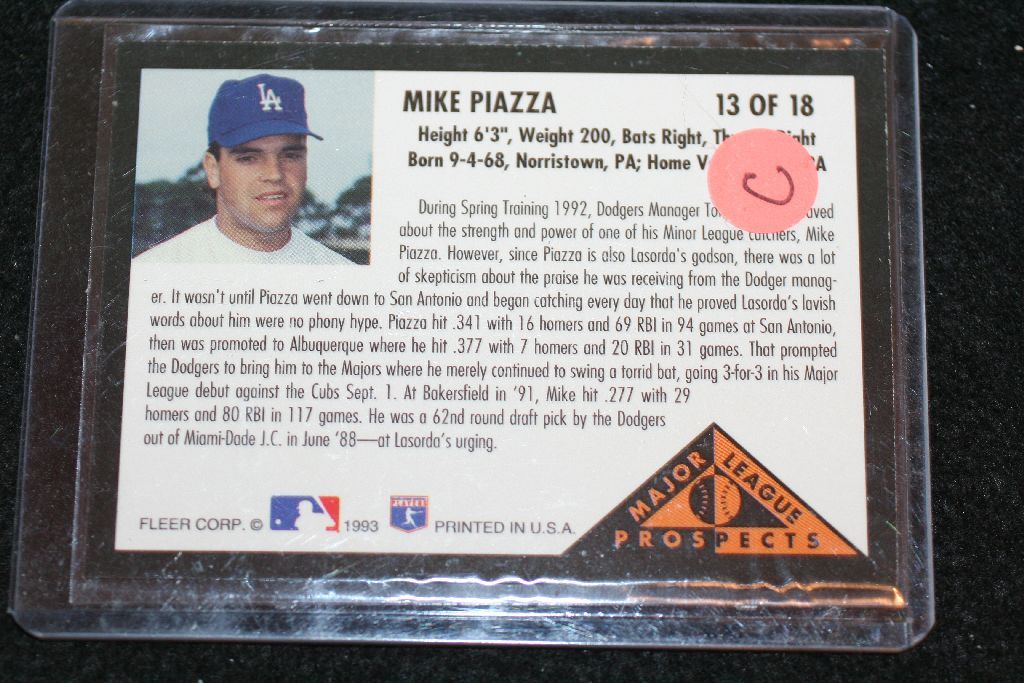 LA
MIKE PIAZZA 13 OF 18
Height 6'3", Weight 200, Bats Right, Th ight
Born 9-4-68, Norristown, PA; Home V A
C
During Spring Training 1992, Dodgers Manager To aved
about the strength and power of one of his Minor League catchers, Mike
Piazza. However, since Piazza is also Lasorda's godson, there was a lot
of skepticism about the praise he was receiving from the Dodger manag-
er. It wasn't until Piazza went down to San Antonio and began catching every day that he proved Lasorda's lavish
words about him were no phony hype. Piazza hit .341 with 16 homers and 69 RBI in 94 games at San Antonio,
then was promoted to Albuquerque where he hit .377 with 7 homers and 20 RBI in 31 games. That prompted
the Dodgers to bring him to the Majors where he merely continued to swing a torrid bat, going 3-for-3 in his Major
League debut against the Cubs Sept. 1. At Bakersfield in '91, Mike hit .277 with 29
homers and 80 RBI in 117 games. He was a 62nd round draft pick by the Dodgers
out of Miami-Dade J.C. in June '88—at Lasorda's urging.
MAJOR LEAGUE
PROSPECTS
FLEER CORP. © 1993 PLAYERS PRINTED IN U.S.A.